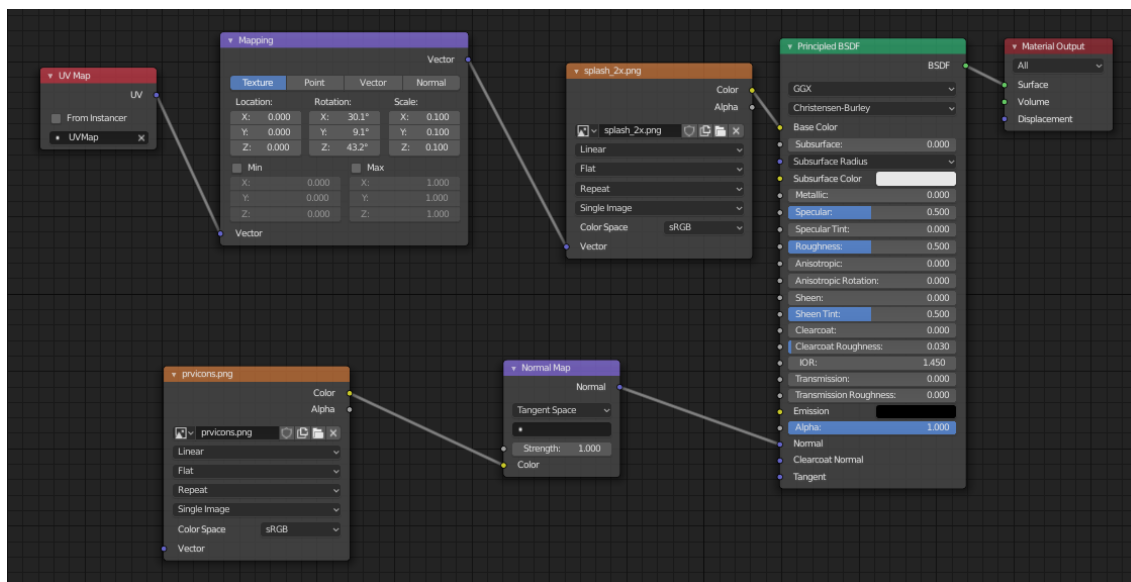 UV Map
UV
From Instancer
UVMap
Mapping
Vector
Texture Point Vector Normal
Location: Rotation: Scale:
X: 0.000 X: 30.1° X: 0.100
Y: 0.000 Y: 9.1° Y: 0.100
Z: 0.000 Z: 43.2° Z: 0.100
Min Max
X: 0.000 X: 1.000
Y: 0.000 Y: 1.000
Z: 0.000 Z: 1.000
Vector
splash_2x.png
Color
Alpha
splash_2x.png
Linear
Flat
Repeat
Single Image
Color Space sRGB
Vector
Principled BSDF
BSDF
GGX
Christensen-Burley
Base Color
Subsurface: 0.000
Subsurface Radius
Subsurface Color
Metallic: 0.000
Specular: 0.500
Specular Tint: 0.000
Roughness: 0.500
Anisotropic: 0.000
Anisotropic Rotation: 0.000
Sheen: 0.000
Sheen Tint: 0.500
Clearcoat: 0.000
Clearcoat Roughness: 0.030
IOR: 1.450
Transmission: 0.000
Transmission Roughness: 0.000
Emission
Alpha: 1.000
Normal
Clearcoat Normal
Tangent
Material Output
All
Surface
Volume
Displacement
prvicons.png
Color
Alpha
prvicons.png
Linear
Flat
Repeat
Single Image
Color Space sRGB
Vector
Normal Map
Normal
Tangent Space
Strength: 1.000
Color